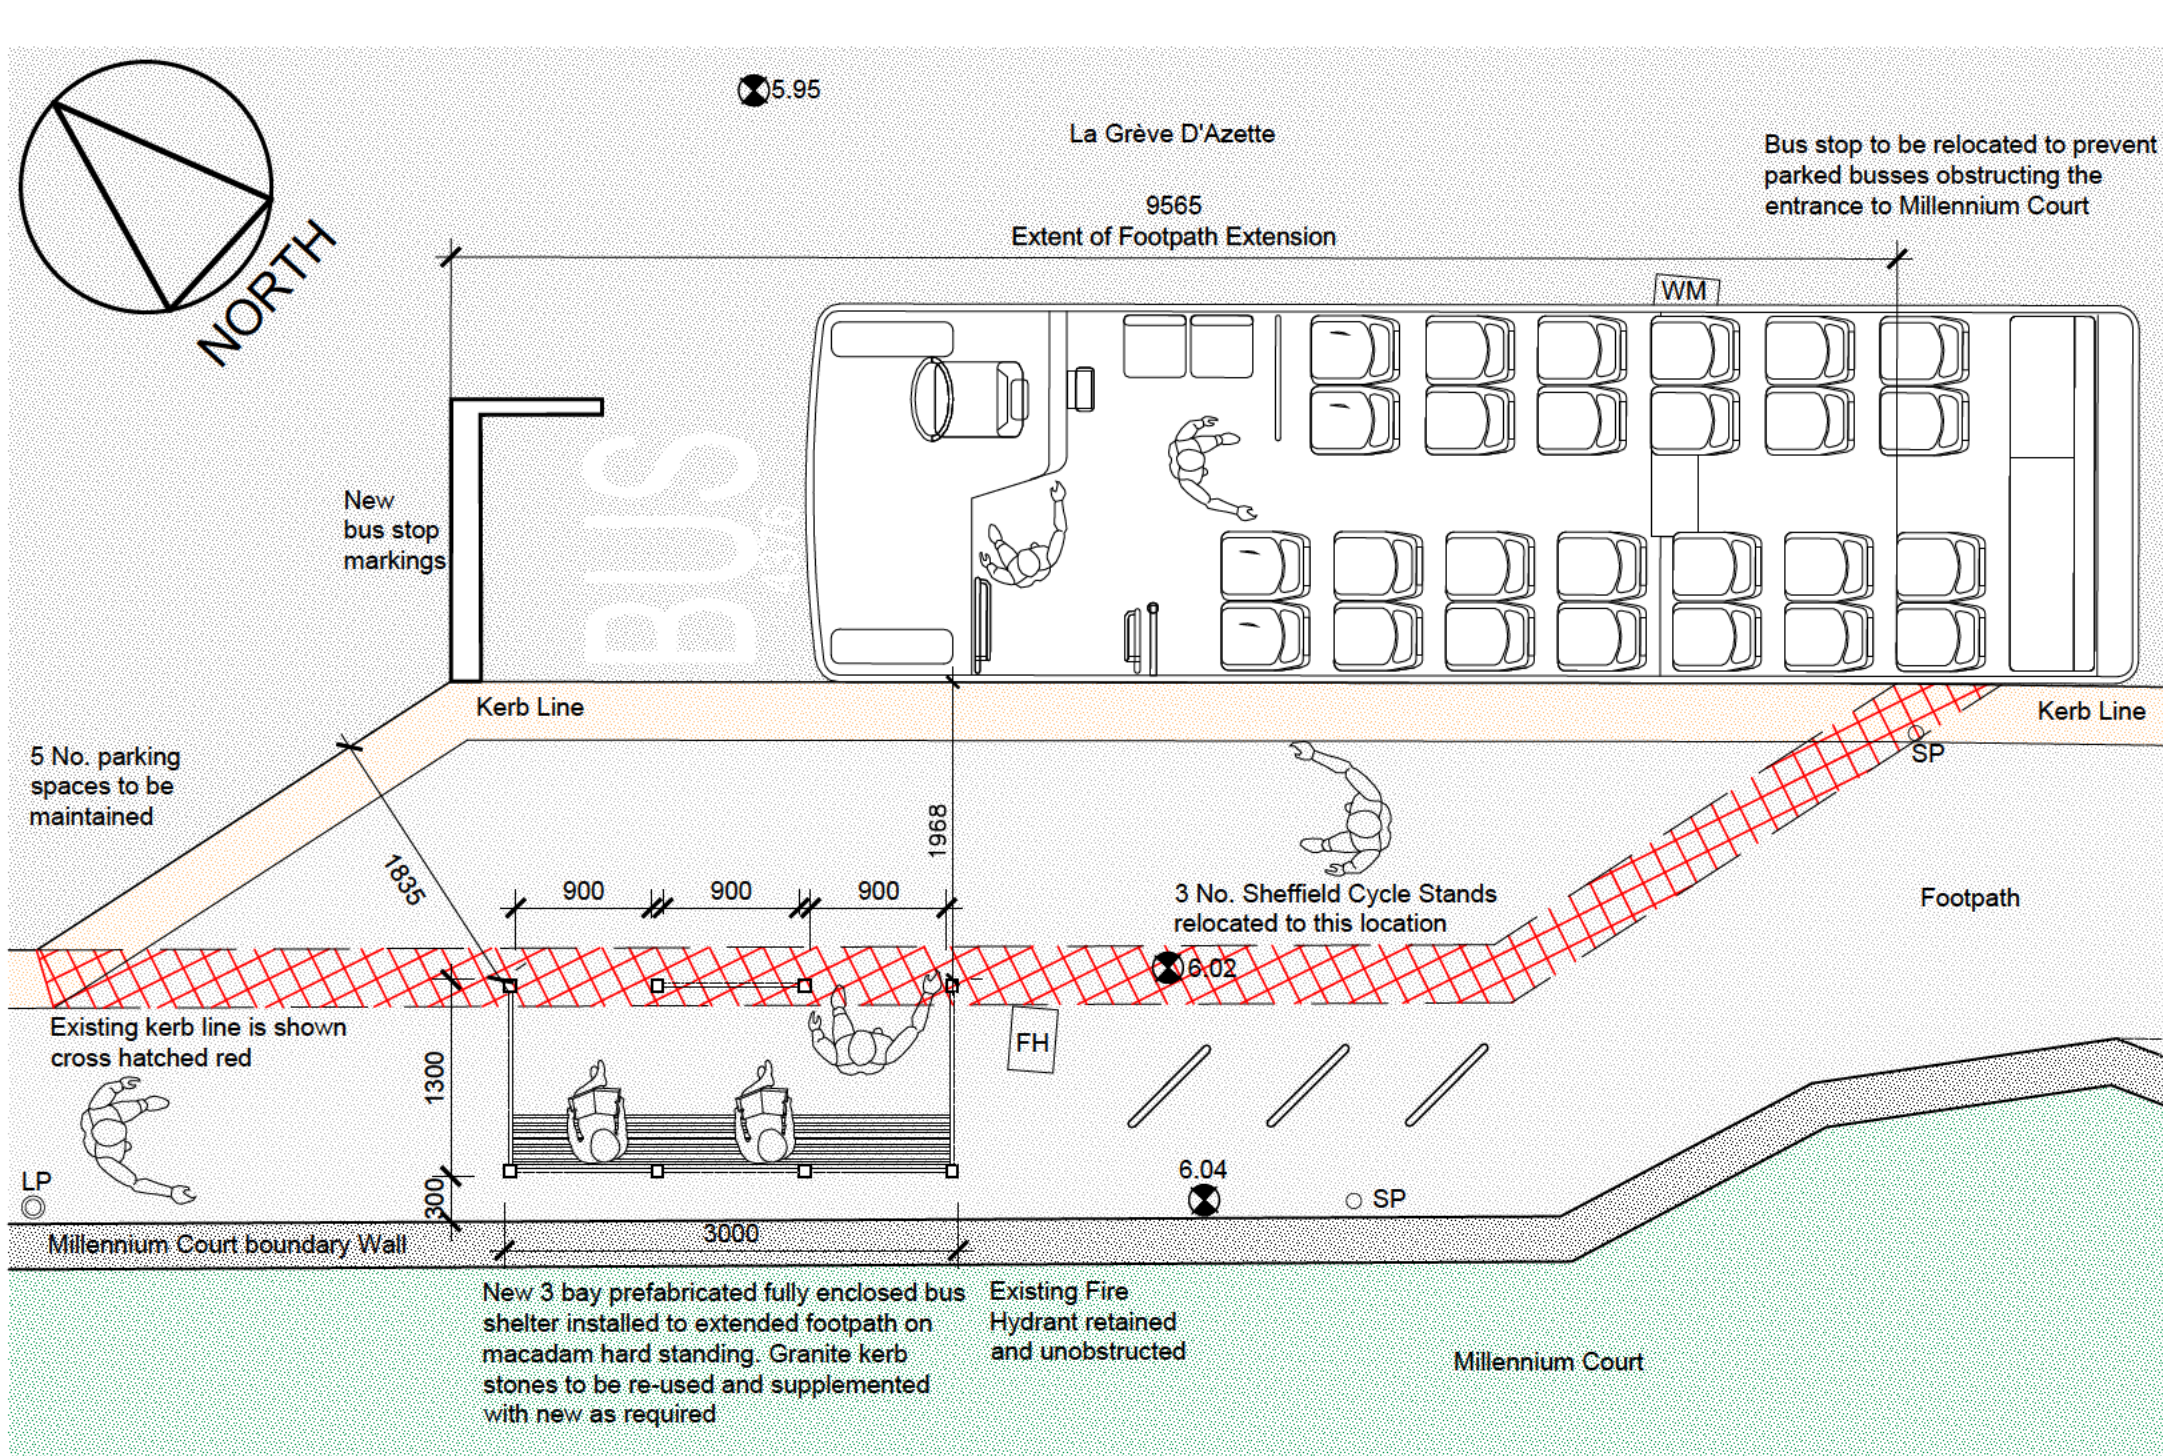 5.95
La Grève D'Azette
Bus stop to be relocated to prevent
parked busses obstructing the
entrance to Millennium Court
9565
Extent of Footpath Extension
NORTH
WM
New
bus stop
markings
BUS
Kerb Line
Kerb Line
SP
5 No. parking
spaces to be
maintained
1835
1968
900
900
900
3 No. Sheffield Cycle Stands
relocated to this location
Footpath
6.02
Existing kerb line is shown
cross hatched red
FH
1300
LP
300
6.04
SP
3000
Millennium Court boundary Wall
New 3 bay prefabricated fully enclosed bus
shelter installed to extended footpath on
macadam hard standing. Granite kerb
stones to be re-used and supplemented
with new as required
Existing Fire
Hydrant retained
and unobstructed
Millennium Court